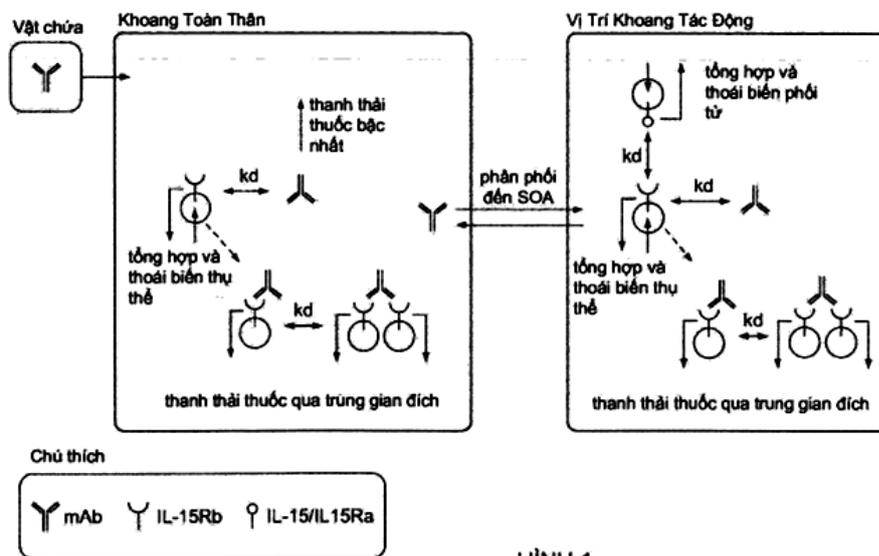 Vật chứa
Khoang Toàn Thân
Vị Trí Khoang Tác Động
thanh thải
thuốc bậc
nhất
kd
tổng hợp và
thoái biến thụ
thể
kd
thanh thải thuốc qua trung gian đích
phân phối
đến SOA
tổng hợp và
thoái biến phối
tử
kd
kd
tổng hợp và
thoái biến thụ
thể
kd
thanh thải thuốc qua trung gian đích
Chú thích
mAb
IL-15Rb
IL-15/IL15Ra